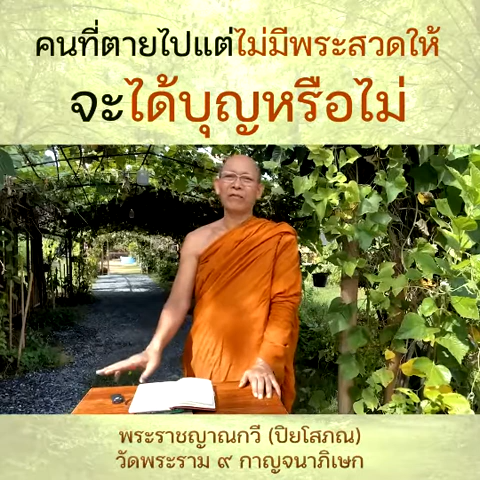 คนที่ตายไปแต่ไม่มีพระสวดให้
จะได้บุญหรือไม่
พระราชญาณกวี (ปิยโสภณ)
วัดพระราม ๙ กาญจนาภิเษก